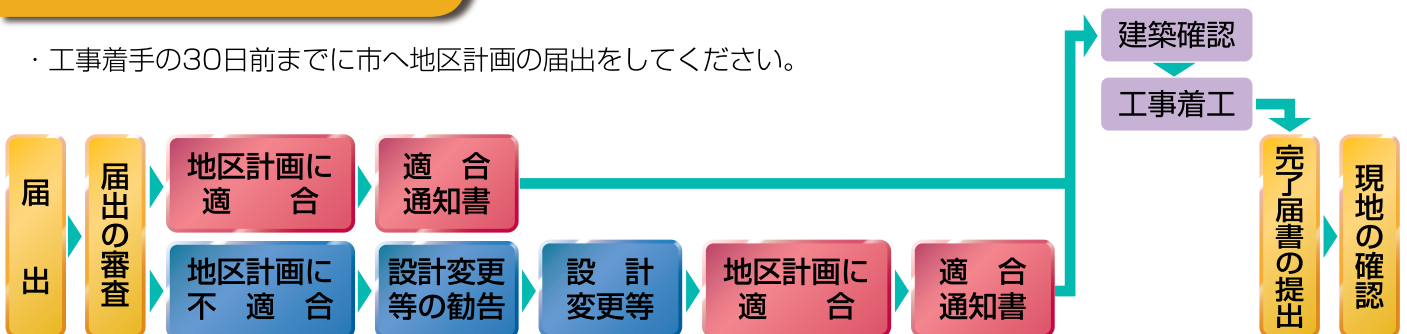 ・工事着手の30日前までに市へ地区計画の届出をしてください。
届出
届出の審査
地区計画に
適合
適合
通知書
地区計画に
不適合
設計変更
等の勧告
設計
変更等
地区計画に
適合
適合
通知書
建築確認
工事着工
完了届書の提出
現地の確認